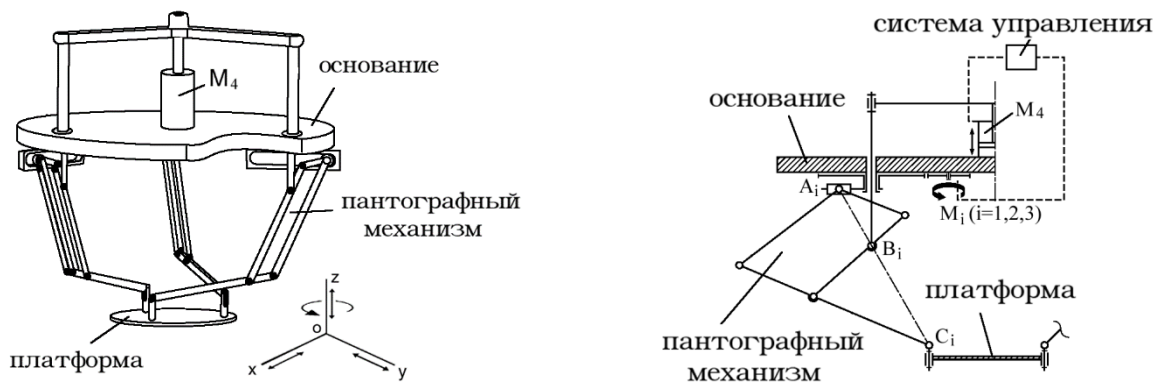 M4
основание
пантографный
механизм
z
o
x
y
платформа
система управления
основание
M4
Ai
Mi (i=1,2,3)
Bi
платформа
Ci
пантографный
механизм